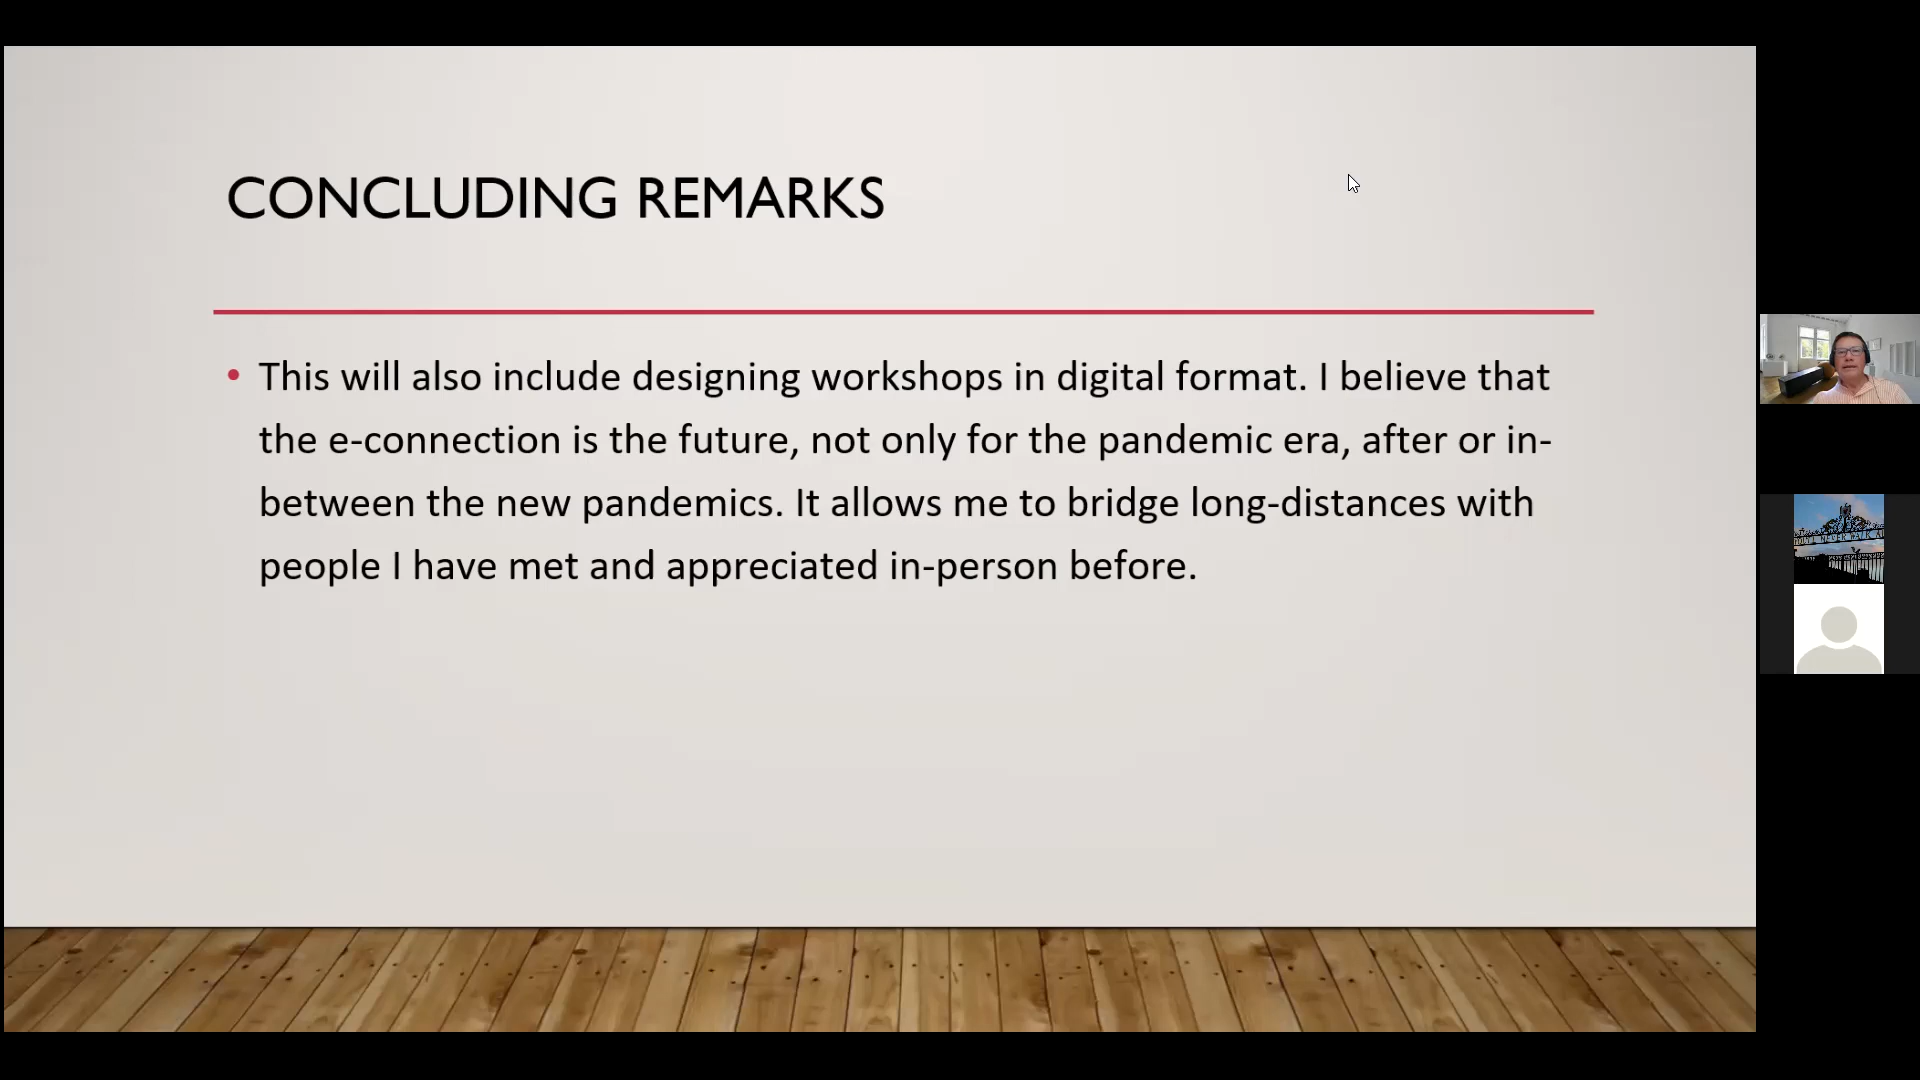 CONCLUDING REMARKS
• This will also include designing workshops in digital format. I believe that
the e-connection is the future, not only for the pandemic era, after or in-
between the new pandemics. It allows me to bridge long-distances with
people I have met and appreciated in-person before.